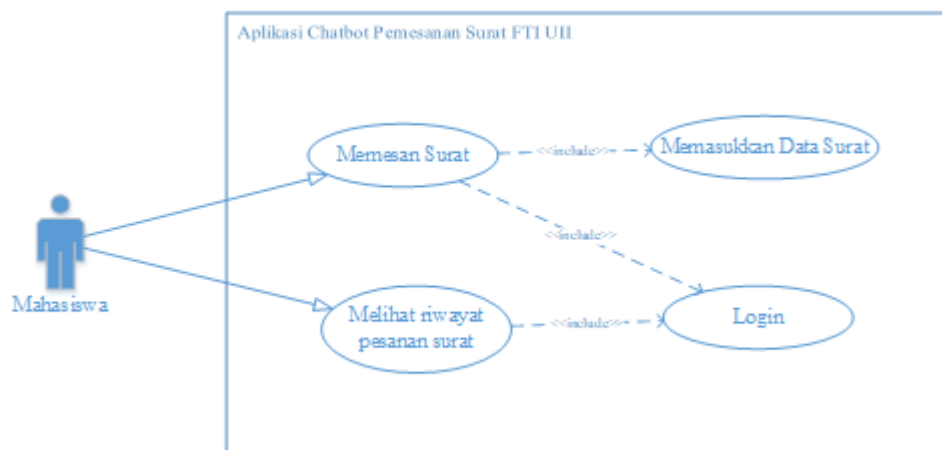 Aplikasi Chatbot Pemesanan Surat FTI UII
Memesan Surat
<<include>>
Memasukkan Data Surat
<<include>>
Mahasiswa
Melihat riwayat
pesanan surat
<<include>>
Login